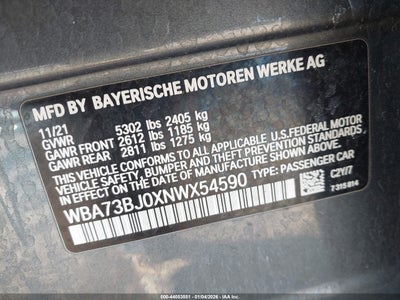 MFD BY BAYERISCHE MOTOREN WERKE AG
11/21
GVWR 5302 lbs 2405 kg
GAWR FRONT 2612 lbs 1185 kg
GAWR REAR 2811 lbs 1275 kg
THIS VEHICLE CONFORMS TO ALL APPLICABLE U.S. FEDERAL MOTOR
VEHICLE SAFETY, BUMPER, AND THEFT PREVENTION STANDARDS
IN EFFECT ON THE DATE OF MANUFACTURE SHOWN ABOVE.
WBA73BJ0XNWX54590 TYPE: PASSENGER CAR
C2Y/7
7 315 814
000-44053581 - 01/04/2026 - IAA Inc.